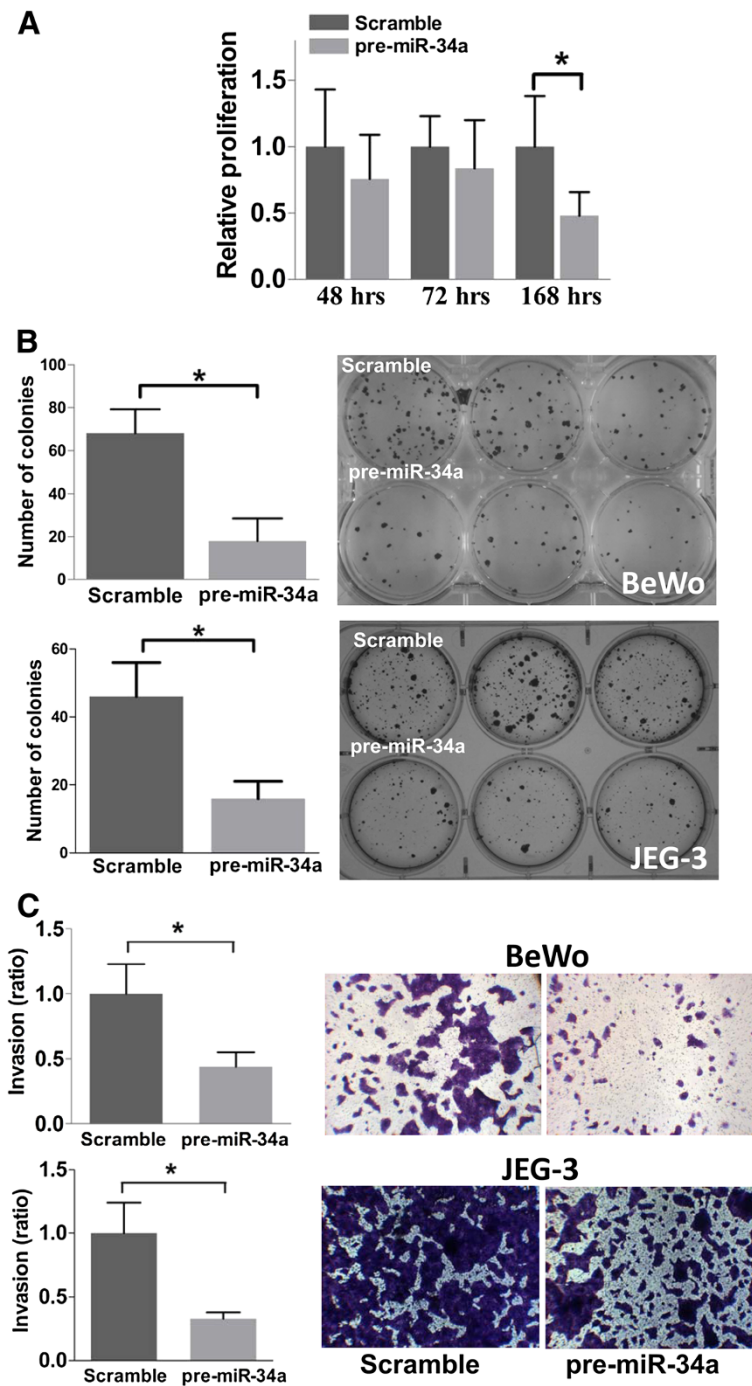 A
Scramble
pre-miR-34a
Relative proliferation
1.5
1.0
0.5
0.0
*
48 hrs 72 hrs 168 hrs
B
Number of colonies
100
80
60
40
20
0
*
Scramble pre-miR-34a
Scramble
pre-miR-34a
BeWo
Number of colonies
60
40
20
0
*
Scramble pre-miR-34a
Scramble
pre-miR-34a
JEG-3
C
Invasion (ratio)
1.5
1.0
0.5
0.0
*
Scramble pre-miR-34a
BeWo
Invasion (ratio)
1.5
1.0
0.5
0.0
*
Scramble pre-miR-34a
JEG-3
Scramble pre-miR-34a